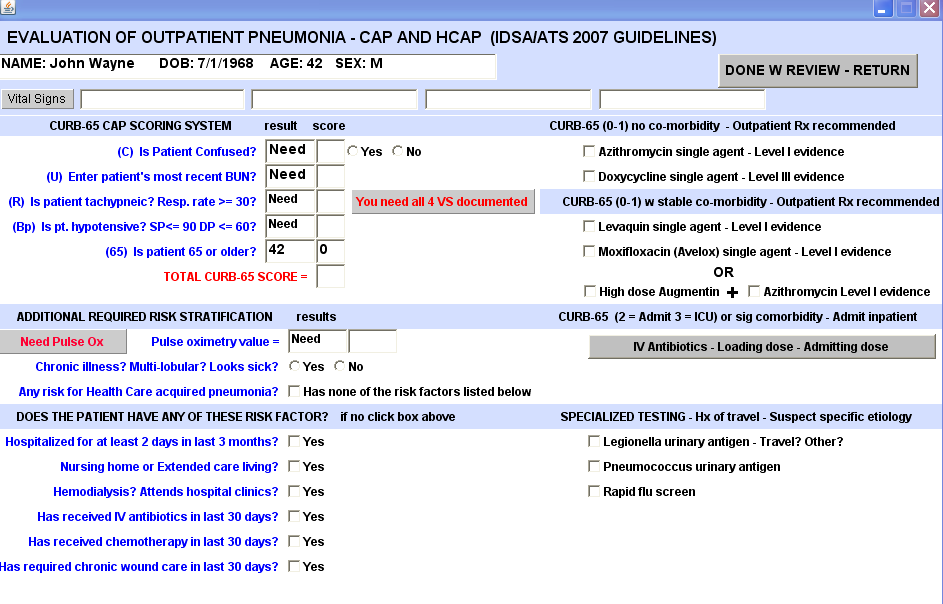 EVALUATION OF OUTPATIENT PNEUMONIA - CAP AND HCAP (IDSA/ATS 2007 GUIDELINES)
NAME: John Wayne DOB: 7/1/1968 AGE: 42 SEX: M
DONE W REVIEW - RETURN
Vital Signs
CURB-65 CAP SCORING SYSTEM result score
(C) Is Patient Confused? Need Yes No
(U) Enter patient's most recent BUN? Need
(R) Is patient tachypneic? Resp. rate >= 30? Need You need all 4 VS documented
(Bp) Is pt. hypotensive? SP<= 90 DP <= 60? Need
(65) Is patient 65 or older? 42 0
TOTAL CURB-65 SCORE =
CURB-65 (0-1) no co-morbidity - Outpatient Rx recommended
Azithromycin single agent - Level I evidence
Doxycycline single agent - Level III evidence
CURB-65 (0-1) w stable co-morbidity - Outpatient Rx recommended
Levaquin single agent - Level I evidence
Moxifloxacin (Avelox) single agent - Level I evidence
OR
High dose Augmentin + Azithromycin Level I evidence
ADDITIONAL REQUIRED RISK STRATIFICATION results
Need Pulse Ox Pulse oximetry value = Need
Chronic illness? Multi-lobular? Looks sick? Yes No
Any risk for Health Care acquired pneumonia? Has none of the risk factors listed below
CURB-65 (2 = Admit 3 = ICU) or sig comorbidity - Admit inpatient
IV Antibiotics - Loading dose - Admitting dose
DOES THE PATIENT HAVE ANY OF THESE RISK FACTOR? if no click box above
Hospitalized for at least 2 days in last 3 months? Yes
Nursing home or Extended care living? Yes
Hemodialysis? Attends hospital clinics? Yes
Has received IV antibiotics in last 30 days? Yes
Has received chemotherapy in last 30 days? Yes
Has required chronic wound care in last 30 days? Yes
SPECIALIZED TESTING - Hx of travel - Suspect specific etiology
Legionella urinary antigen - Travel? Other?
Pneumococcus urinary antigen
Rapid flu screen